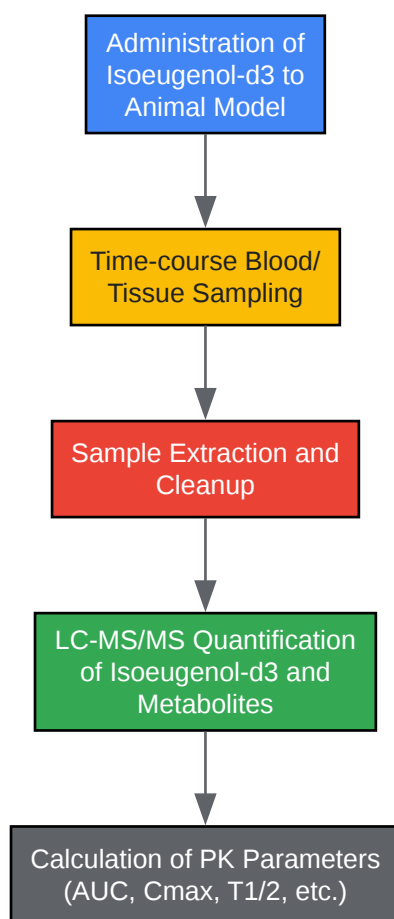 Administration of
Isoeugenol-d3 to
Animal Model
Time-course Blood/
Tissue Sampling
Sample Extraction and
Cleanup
LC-MS/MS Quantification
of Isoeugenol-d3 and
Metabolites
Calculation of PK Parameters
(AUC, Cmax, T1/2, etc.)